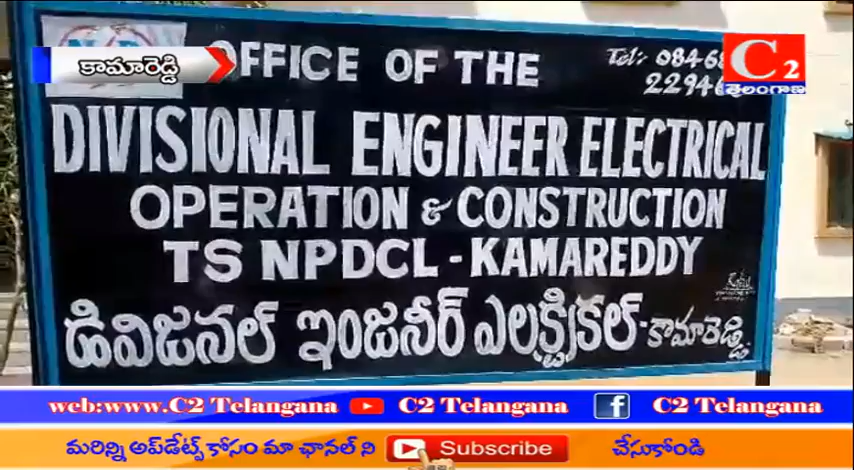 కామారెడ్డి
OFFICE OF THE
C2
తెలంగాణ
DIVISIONAL ENGINEER ELECTRICAL
OPERATION & CONSTRUCTION
TS NPDCL - KAMAREDDY
డివిజనల్ ఇంజనీర్ ఎలక్ట్రికల్ - కామారెడ్డి.
web:www.C2 Telangana C2 Telangana f C2 Telangana
మరిన్ని అప్‌డేట్స్ కోసం మా ఛానల్ ని Subscribe చేసుకోండి